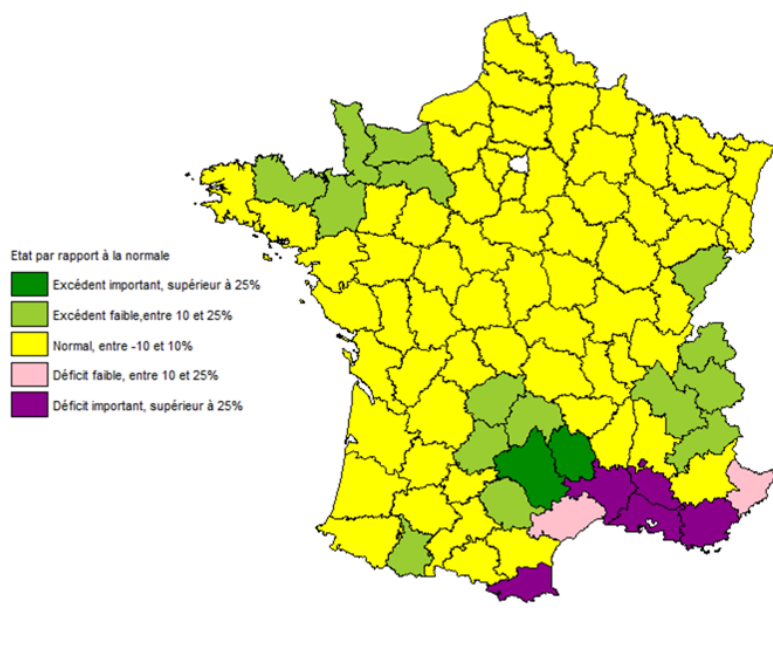 Etat par rapport à la normale
Excédent important, supérieur à 25%
Excédent faible,entre 10 et 25%
Normal, entre -10 et 10%
Déficit faible, entre 10 et 25%
Déficit important, supérieur à 25%